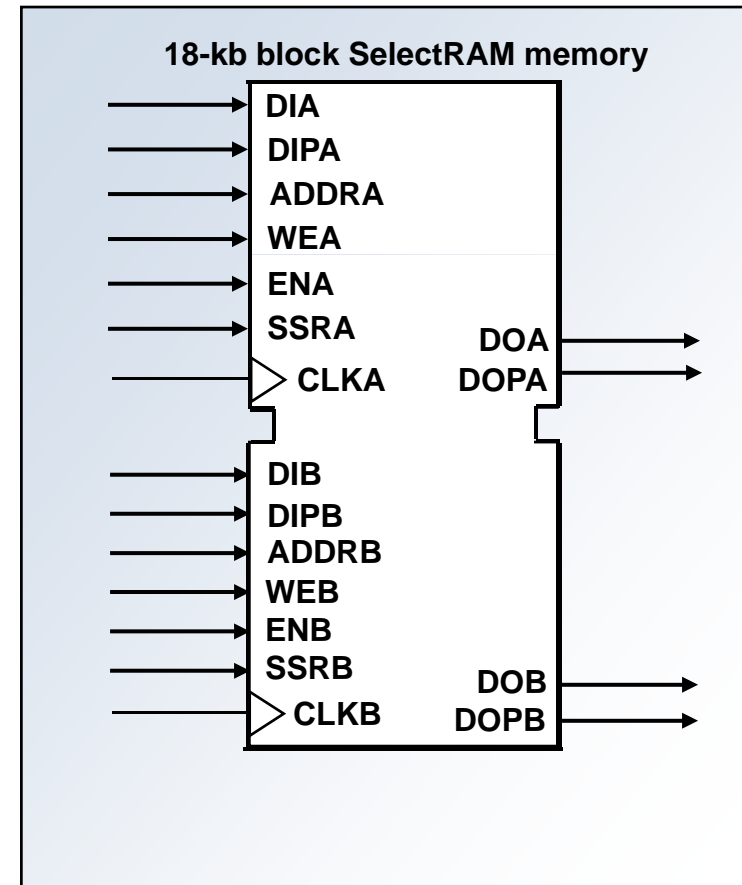 18-kb block SelectRAM memory
DIA
DIPA
ADDRA
WEA
ENA
SSRA
DOA
CLKA
DOPA
DIB
DIPB
ADDRB
WEB
ENB
SSRB
DOB
CLKB
DOPB